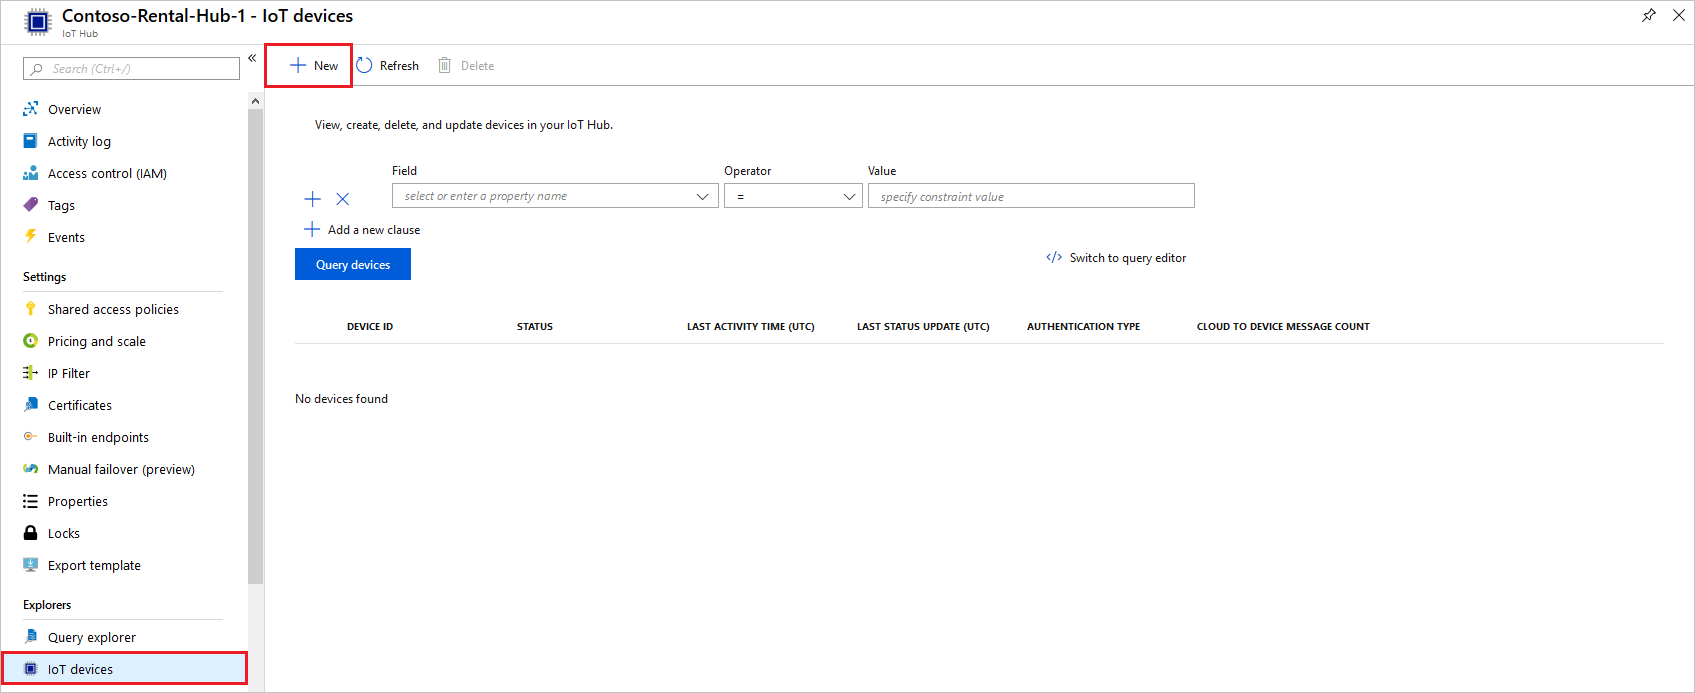 Contoso-Rental-Hub-1 - IoT devices
IoT Hub
Search (Ctrl+/)
Overview
Activity log
Access control (IAM)
Tags
Events
Settings
Shared access policies
Pricing and scale
IP Filter
Certificates
Built-in endpoints
Manual failover (preview)
Properties
Locks
Export template
Explorers
Query explorer
IoT devices
New Refresh Delete
View, create, delete, and update devices in your IoT Hub.
Field Operator Value
select or enter a property name = specify constraint value
Add a new clause
Query devices
</> Switch to query editor
DEVICE ID STATUS LAST ACTIVITY TIME (UTC) LAST STATUS UPDATE (UTC) AUTHENTICATION TYPE CLOUD TO DEVICE MESSAGE COUNT
No devices found